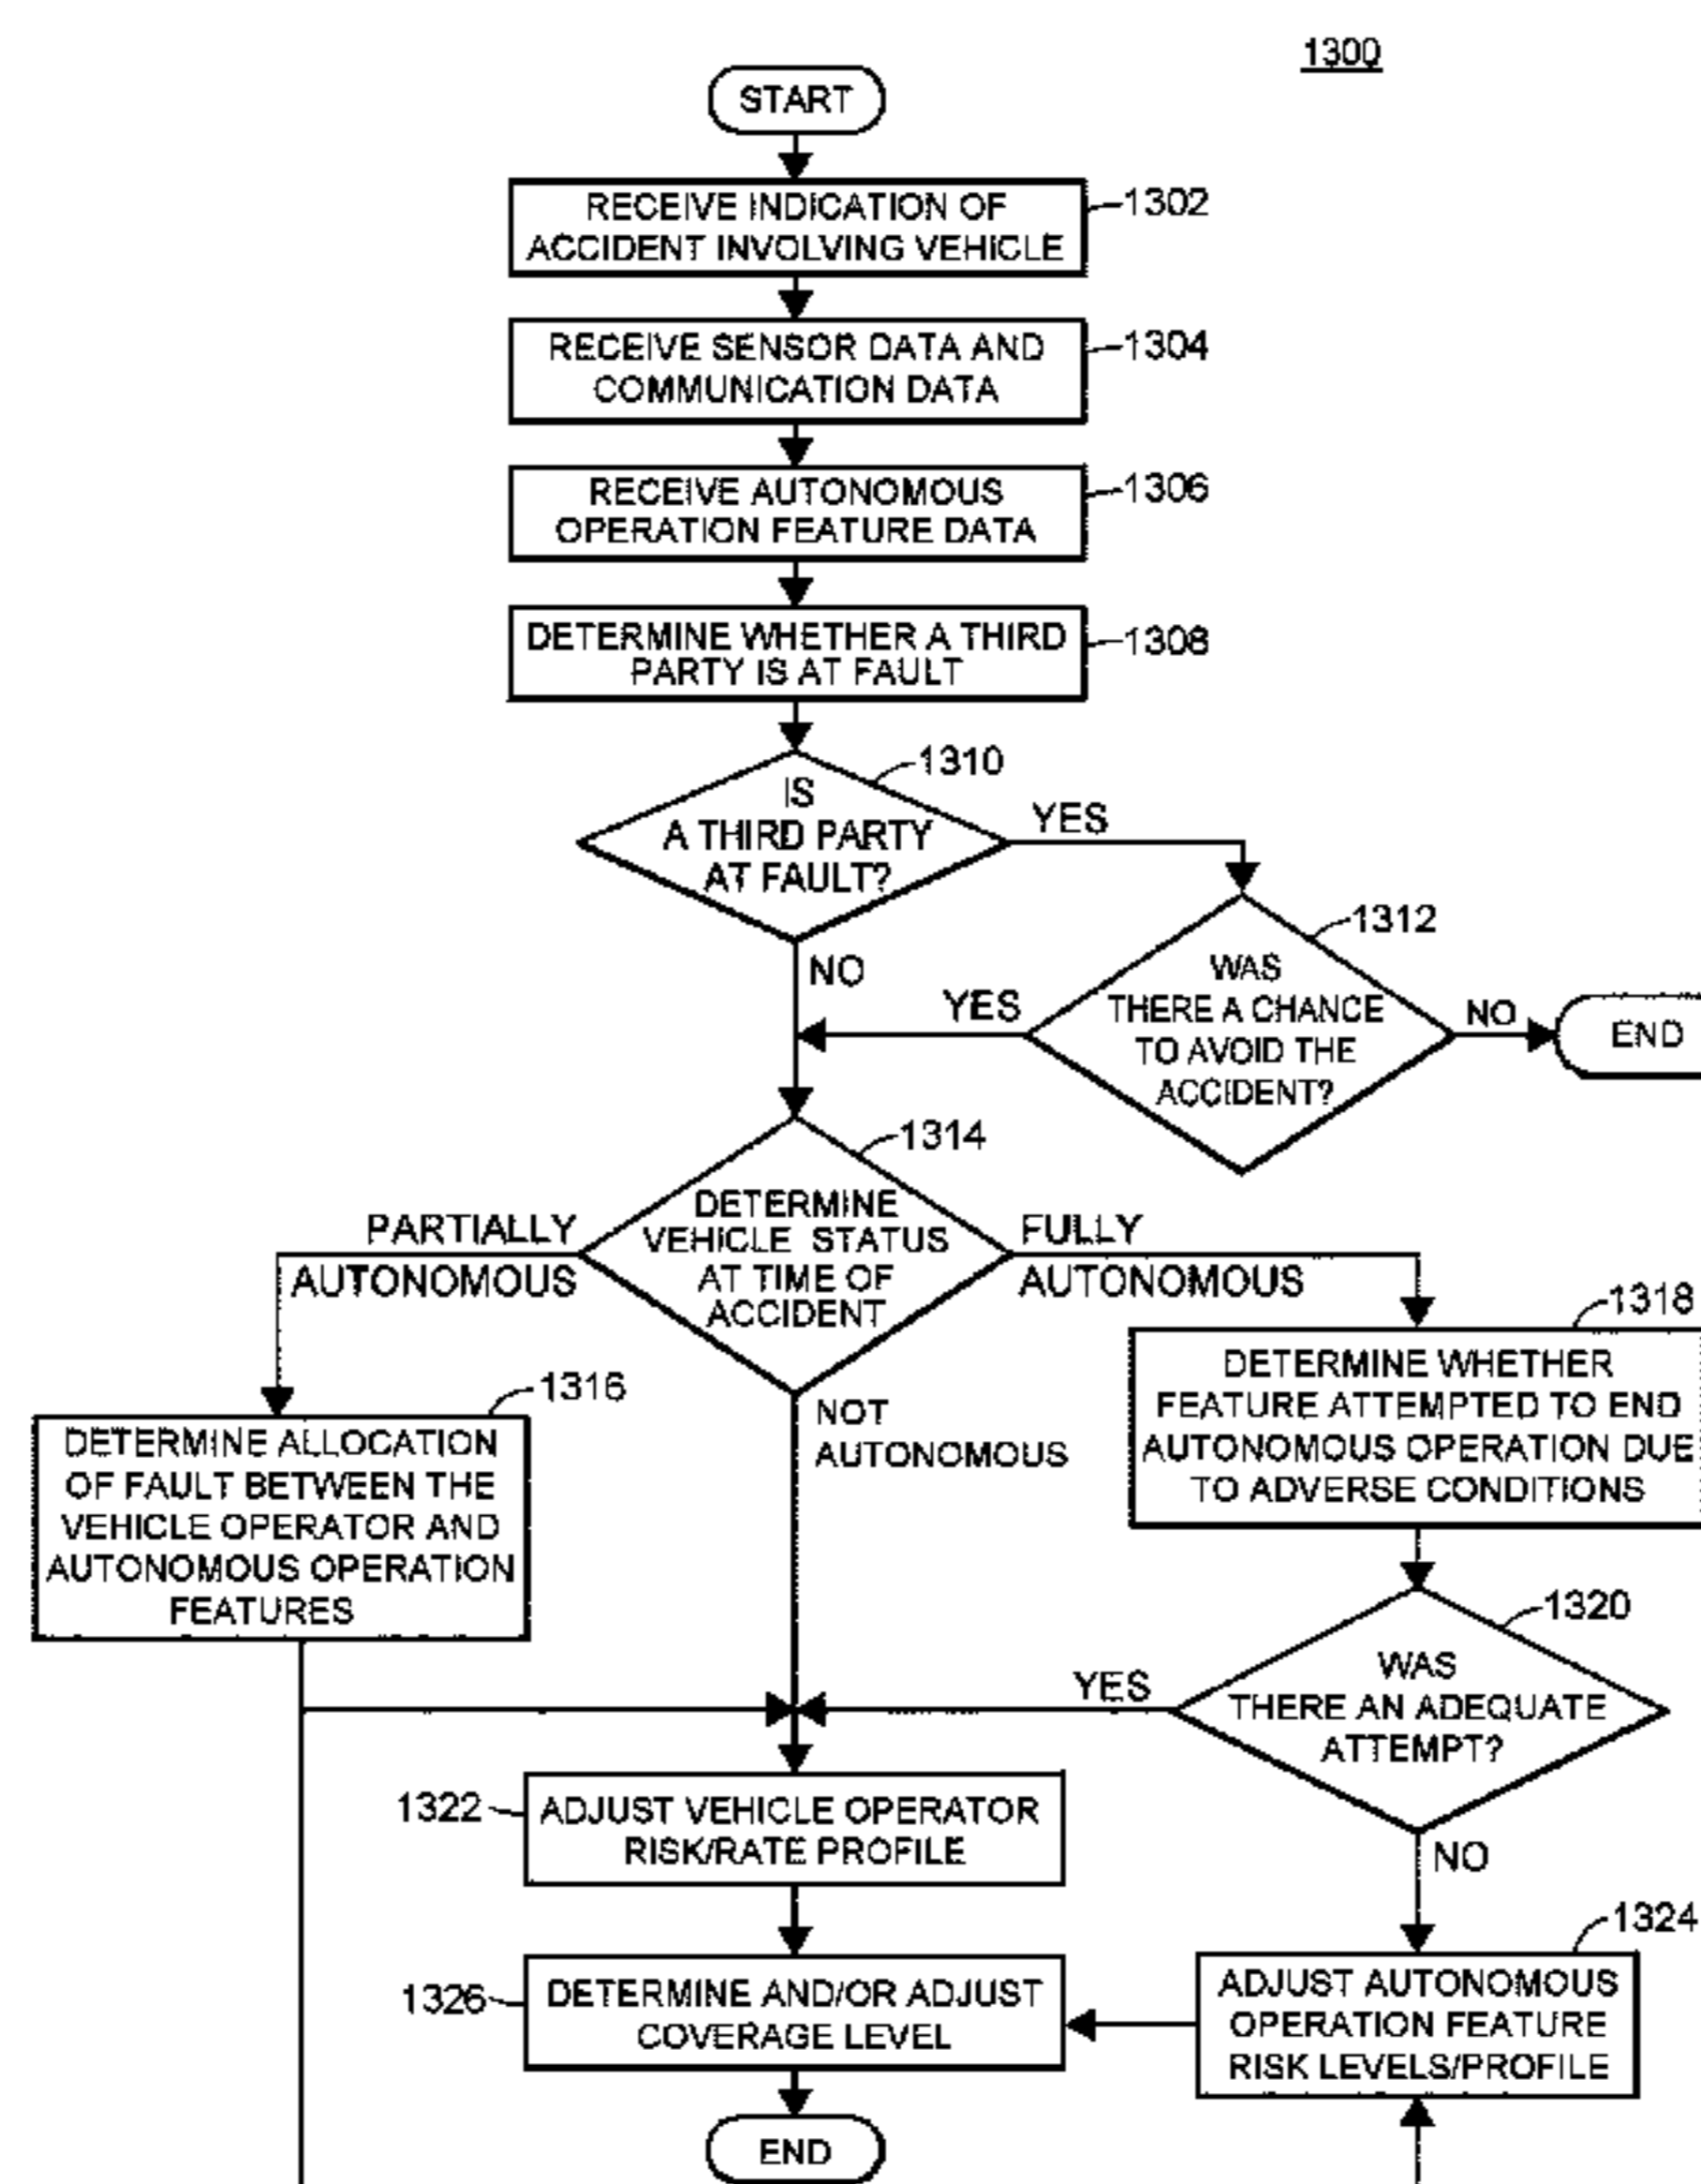 1300
START
RECEIVE INDICATION OF
ACCIDENT INVOLVING VEHICLE
1302
RECEIVE SENSOR DATA AND
COMMUNICATION DATA
1304
RECEIVE AUTONOMOUS
OPERATION FEATURE DATA
1306
DETERMINE WHETHER A THIRD
PARTY IS AT FAULT
1308
1310
IS
A THIRD PARTY
AT FAULT?
YES
NO
1312
WAS
THERE A CHANCE
TO AVOID THE
ACCIDENT?
YES
NO
END
1314
DETERMINE
VEHICLE STATUS
AT TIME OF
ACCIDENT
PARTIALLY
AUTONOMOUS
FULLY
AUTONOMOUS
NOT
AUTONOMOUS
1316
DETERMINE ALLOCATION
OF FAULT BETWEEN THE
VEHICLE OPERATOR AND
AUTONOMOUS OPERATION
FEATURES
1318
DETERMINE WHETHER
FEATURE ATTEMPTED TO END
AUTONOMOUS OPERATION DUE
TO ADVERSE CONDITIONS
1320
WAS
THERE AN ADEQUATE
ATTEMPT?
YES
NO
1322
ADJUST VEHICLE OPERATOR
RISK/RATE PROFILE
1324
ADJUST AUTONOMOUS
OPERATION FEATURE
RISK LEVELS/PROFILE
1326
DETERMINE AND/OR ADJUST
COVERAGE LEVEL
END